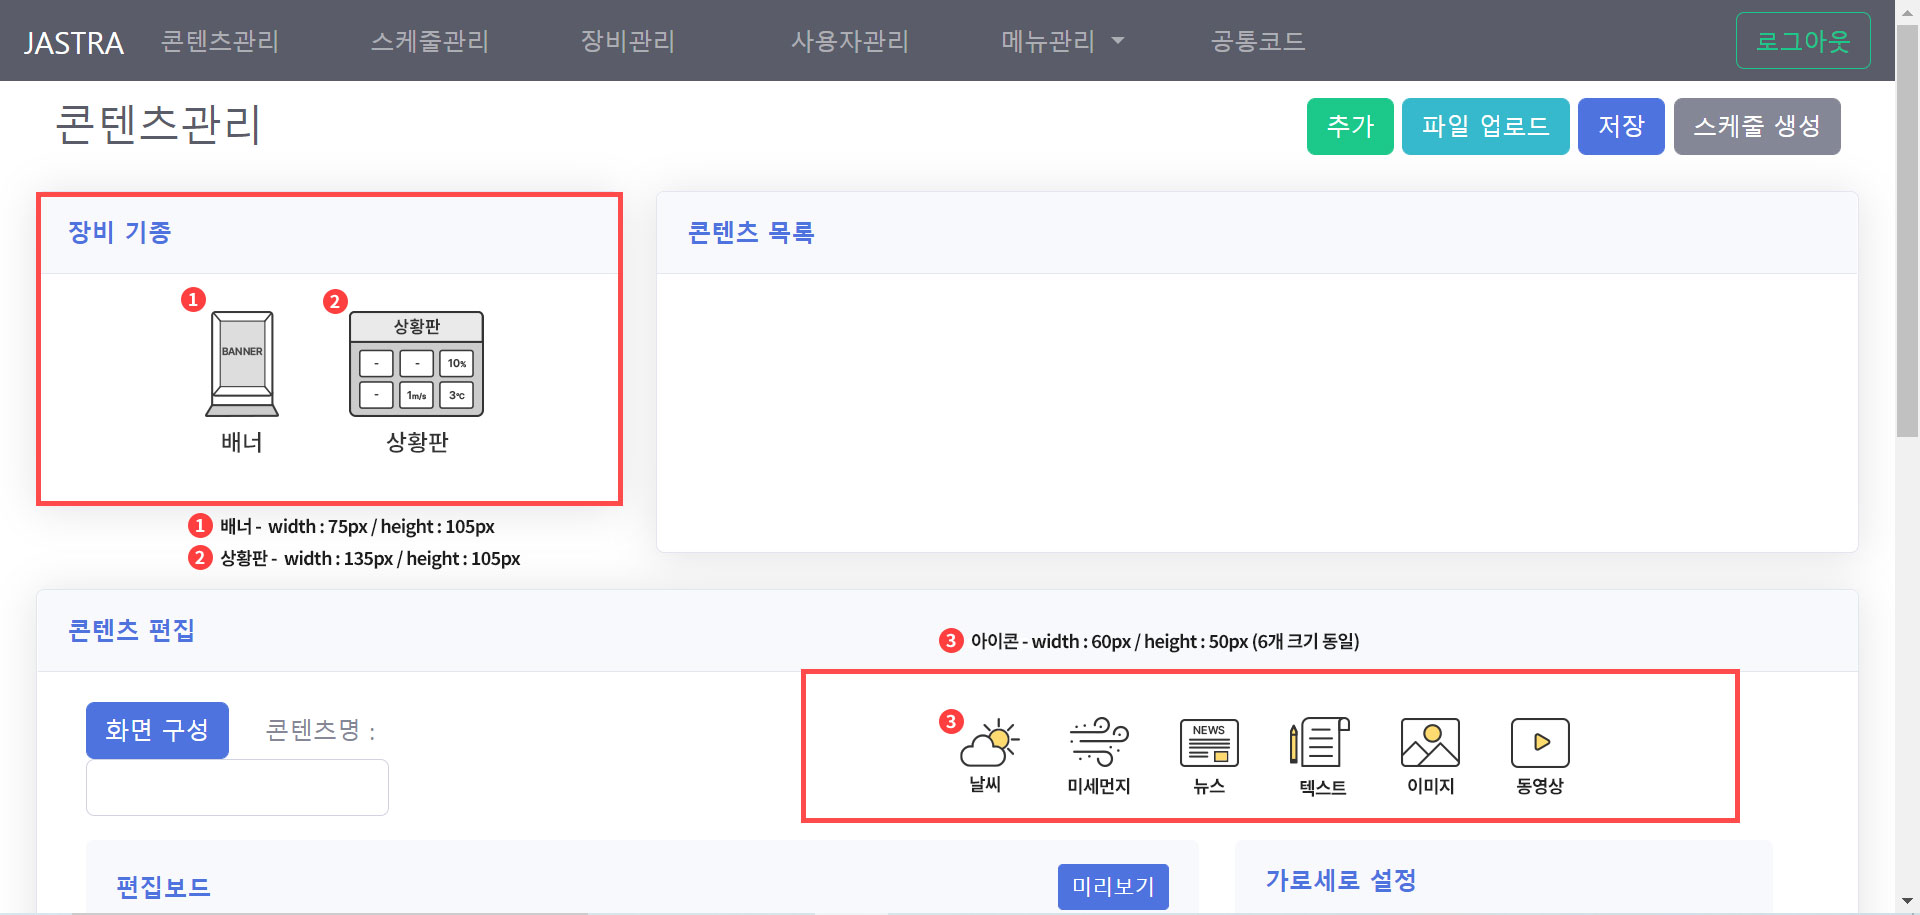 JASTRA 콘텐츠관리 스케줄관리 장비관리 사용자관리 메뉴관리 공통코드 로그아웃
콘텐츠관리
추가 파일 업로드 저장 스케줄 생성
장비 기종
1 2
BANNER
상황판
- - 10%
- 1m/s 3℃
배너 상황판
1 배너 - width : 75px / height : 105px
2 상황판 - width : 135px / height : 105px
콘텐츠 목록
콘텐츠 편집
3 아이콘 - width : 60px / height : 50px (6개 크기 동일)
화면 구성 콘텐츠명 :
3
NEWS
날씨 미세먼지 뉴스 텍스트 이미지 동영상
편집보드 미리보기
가로세로 설정